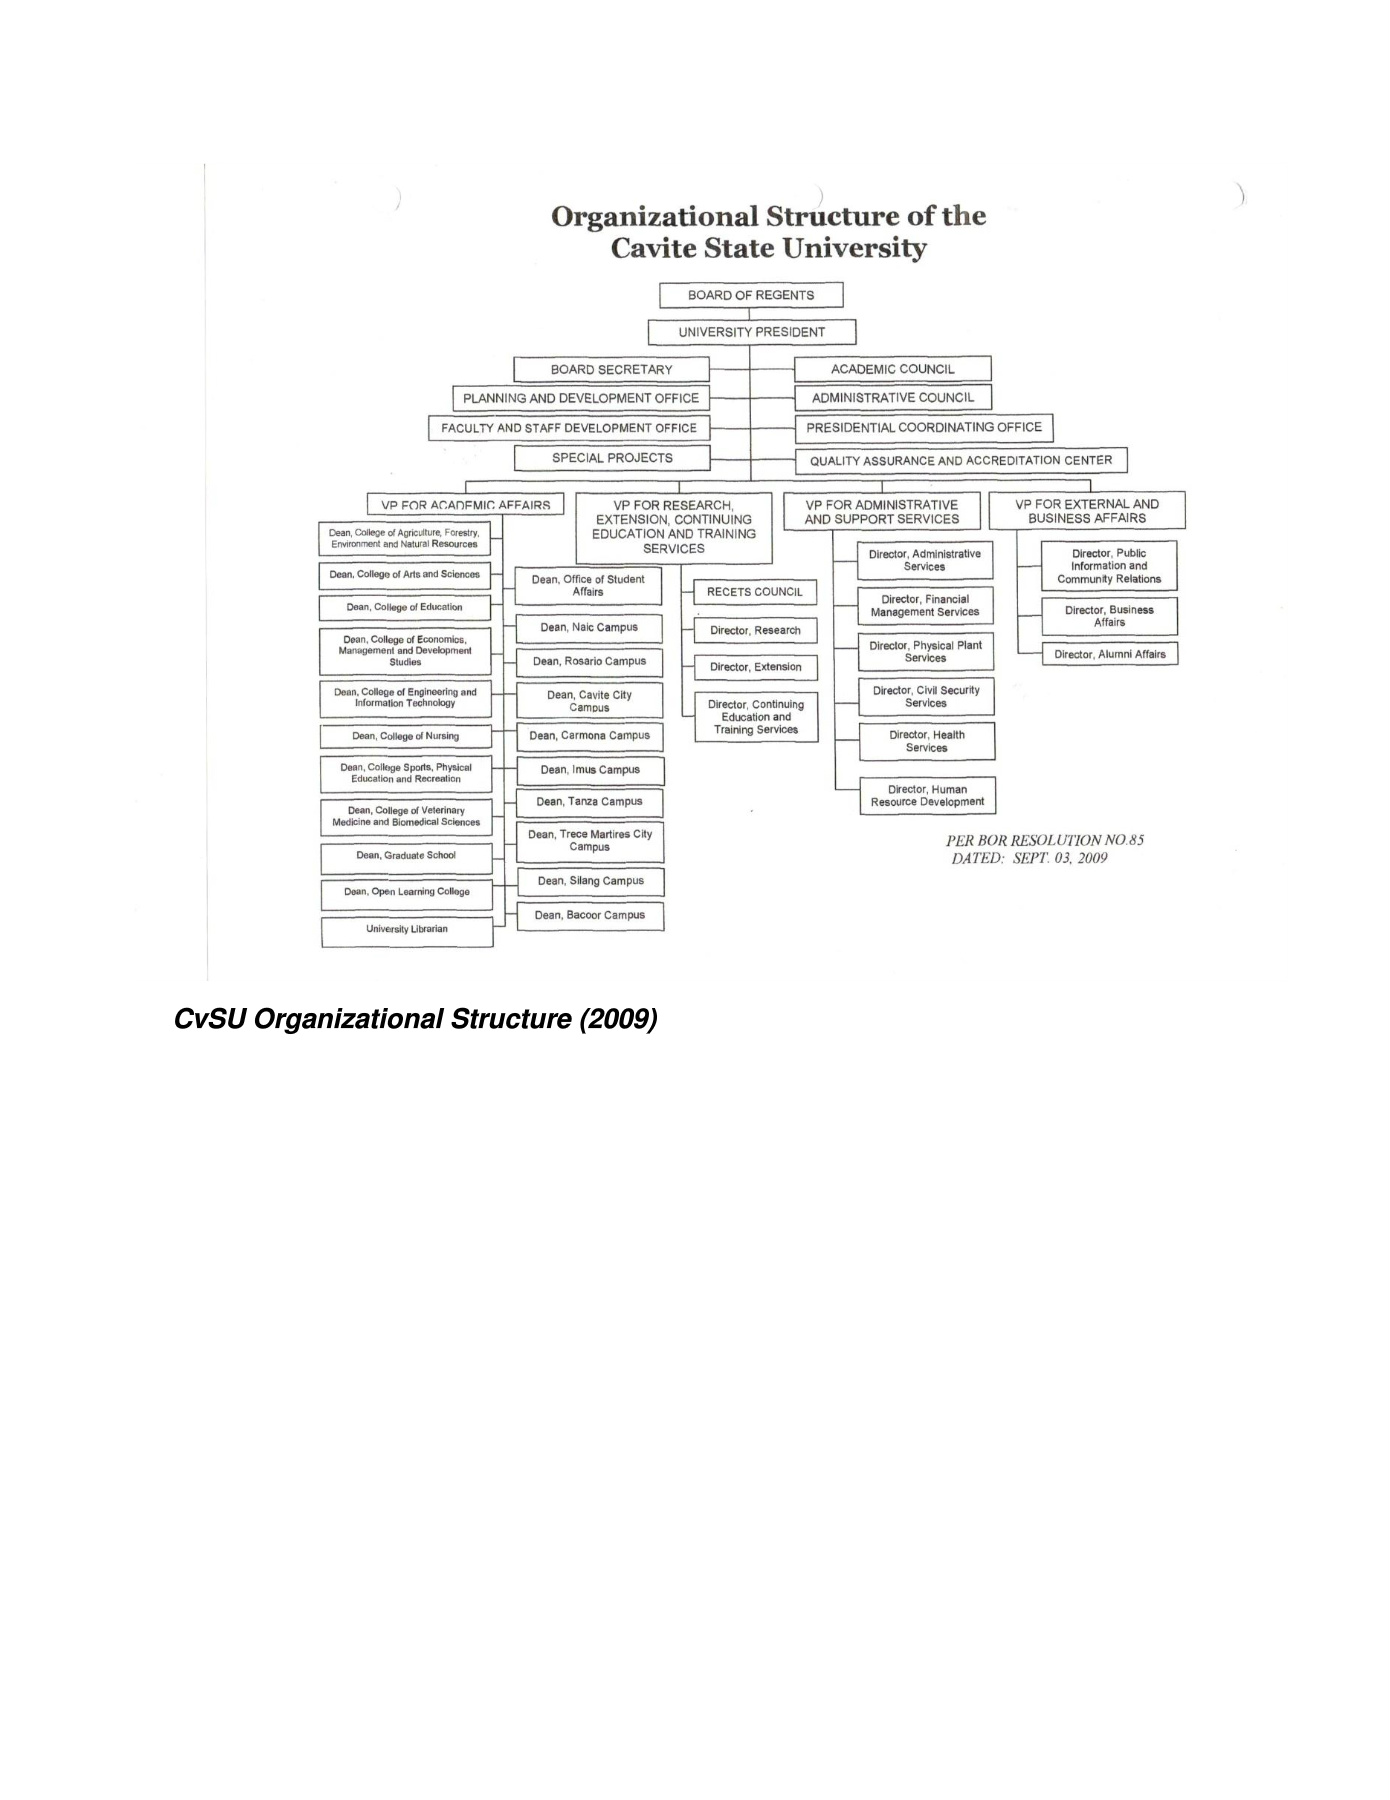 Organizational Structure of the
Cavite State University
BOARD OF REGENTS
UNIVERSITY PRESIDENT
BOARD SECRETARY
ACADEMIC COUNCIL
PLANNING AND DEVELOPMENT OFFICE
ADMINISTRATIVE COUNCIL
FACULTY AND STAFF DEVELOPMENT OFFICE
PRESIDENTIAL COORDINATING OFFICE
SPECIAL PROJECTS
QUALITY ASSURANCE AND ACCREDITATION CENTER
VP FOR ACADEMIC AFFAIRS
Dean, College of Agriculture, Forestry,
Environment and Natural Resources
Dean, College of Arts and Sciences
Dean, College of Education
Dean, College of Economics,
Management and Development
Studies
Dean, College of Engineering and
Information Technology
Dean, College of Nursing
Dean, College Sports, Physical
Education and Recreation
Dean, College of Veterinary
Medicine and Biomedical Sciences
Dean, Graduate School
Dean, Open Learning College
University Librarian
Dean, Office of Student
Affairs
Dean, Naic Campus
Dean, Rosario Campus
Dean, Cavite City
Campus
Dean, Carmona Campus
Dean, Imus Campus
Dean, Tanza Campus
Dean, Trece Martires City
Campus
Dean, Silang Campus
Dean, Bacoor Campus
VP FOR RESEARCH,
EXTENSION, CONTINUING
EDUCATION AND TRAINING
SERVICES
RECETS COUNCIL
Director, Research
Director, Extension
Director, Continuing
Education and
Training Services
VP FOR ADMINISTRATIVE
AND SUPPORT SERVICES
Director, Administrative
Services
Director, Financial
Management Services
Director, Physical Plant
Services
Director, Civil Security
Services
Director, Health
Services
Director, Human
Resource Development
VP FOR EXTERNAL AND
BUSINESS AFFAIRS
Director, Public
Information and
Community Relations
Director, Business
Affairs
Director, Alumni Affairs
PER BOR RESOLUTION NO.85
DATED: SEPT. 03, 2009
CvSU Organizational Structure (2009)